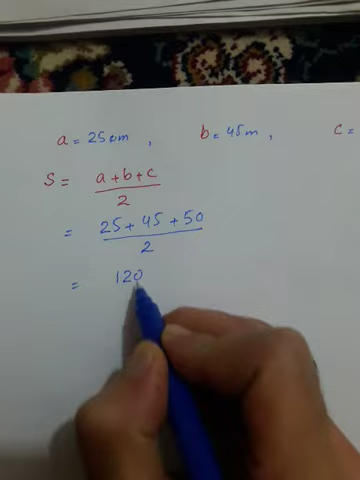 a = 25cm , b = 45m , c =
S = a+b+c / 2
= 25+45+50 / 2
= 120